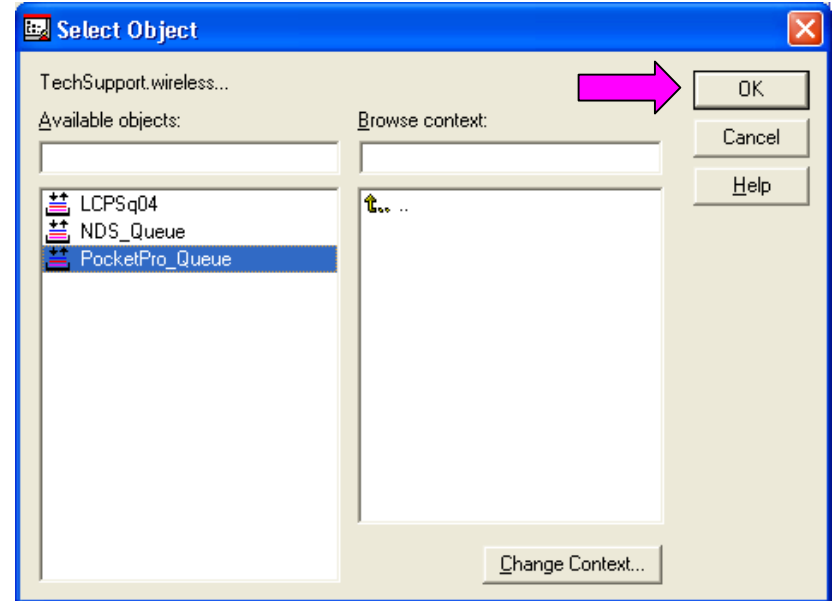 Select Object
TechSupport.wireless...
OK
Available objects:
Browse context:
Cancel
Help
LCPSq04
..
NDS_Queue
PocketPro_Queue
Change Context...